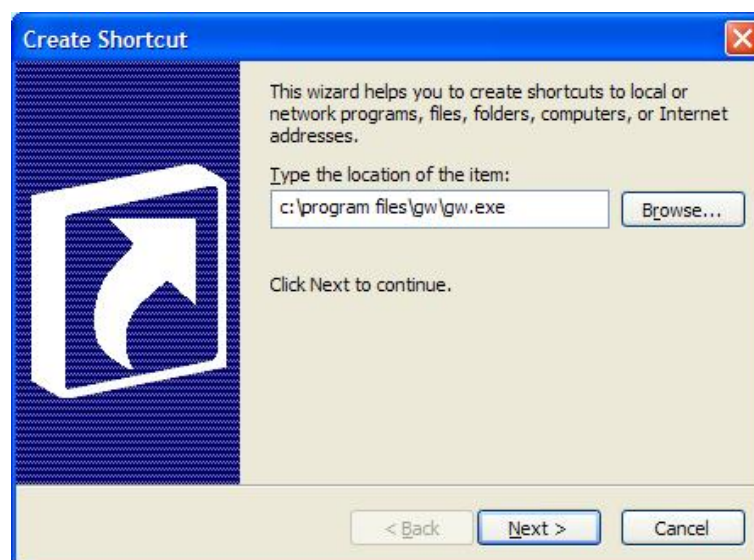 Create Shortcut
This wizard helps you to create shortcuts to local or
network programs, files, folders, computers, or Internet
addresses.
Type the location of the item:
c:\program files\gw\gw.exe
Browse...
Click Next to continue.
< Back
Next >
Cancel